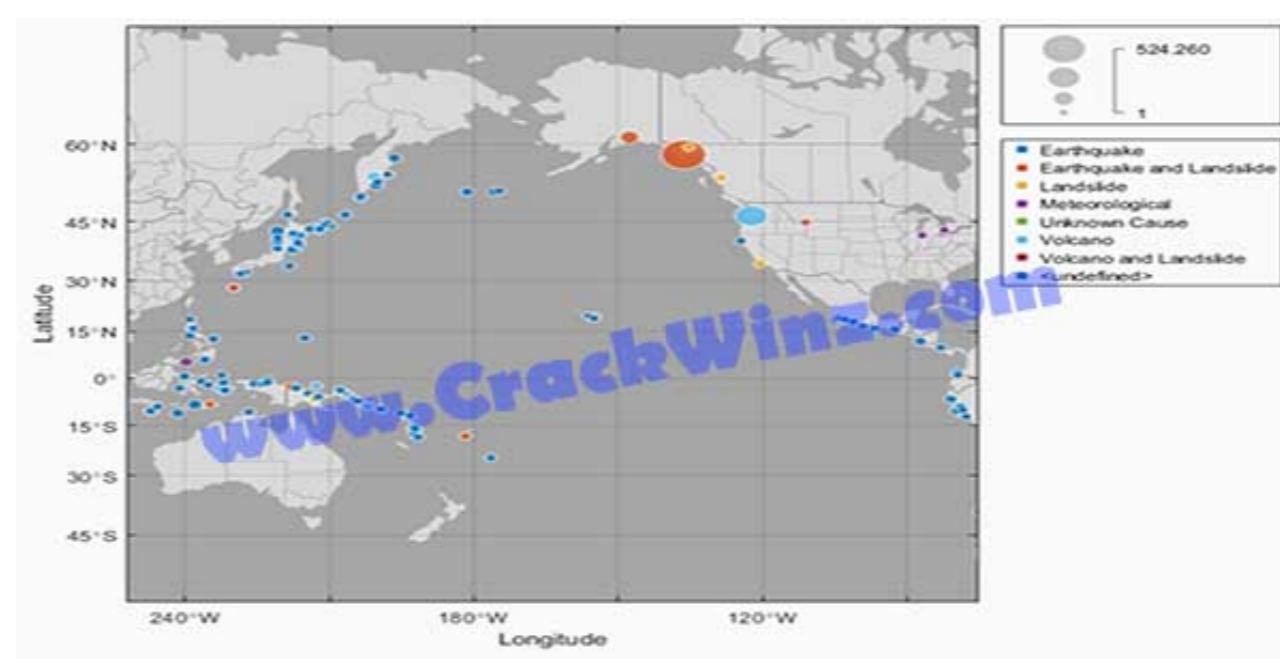 524.260
1
Earthquake
Earthquake and Landslide
Landslide
Meteorological
Unknown Cause
Volcano
Volcano and Landslide
<undefined>
60°N
45°N
30°N
15°N
0°
15°S
30°S
45°S
Latitude
www.CrackWinz.com
240°W
180°W
120°W
Longitude